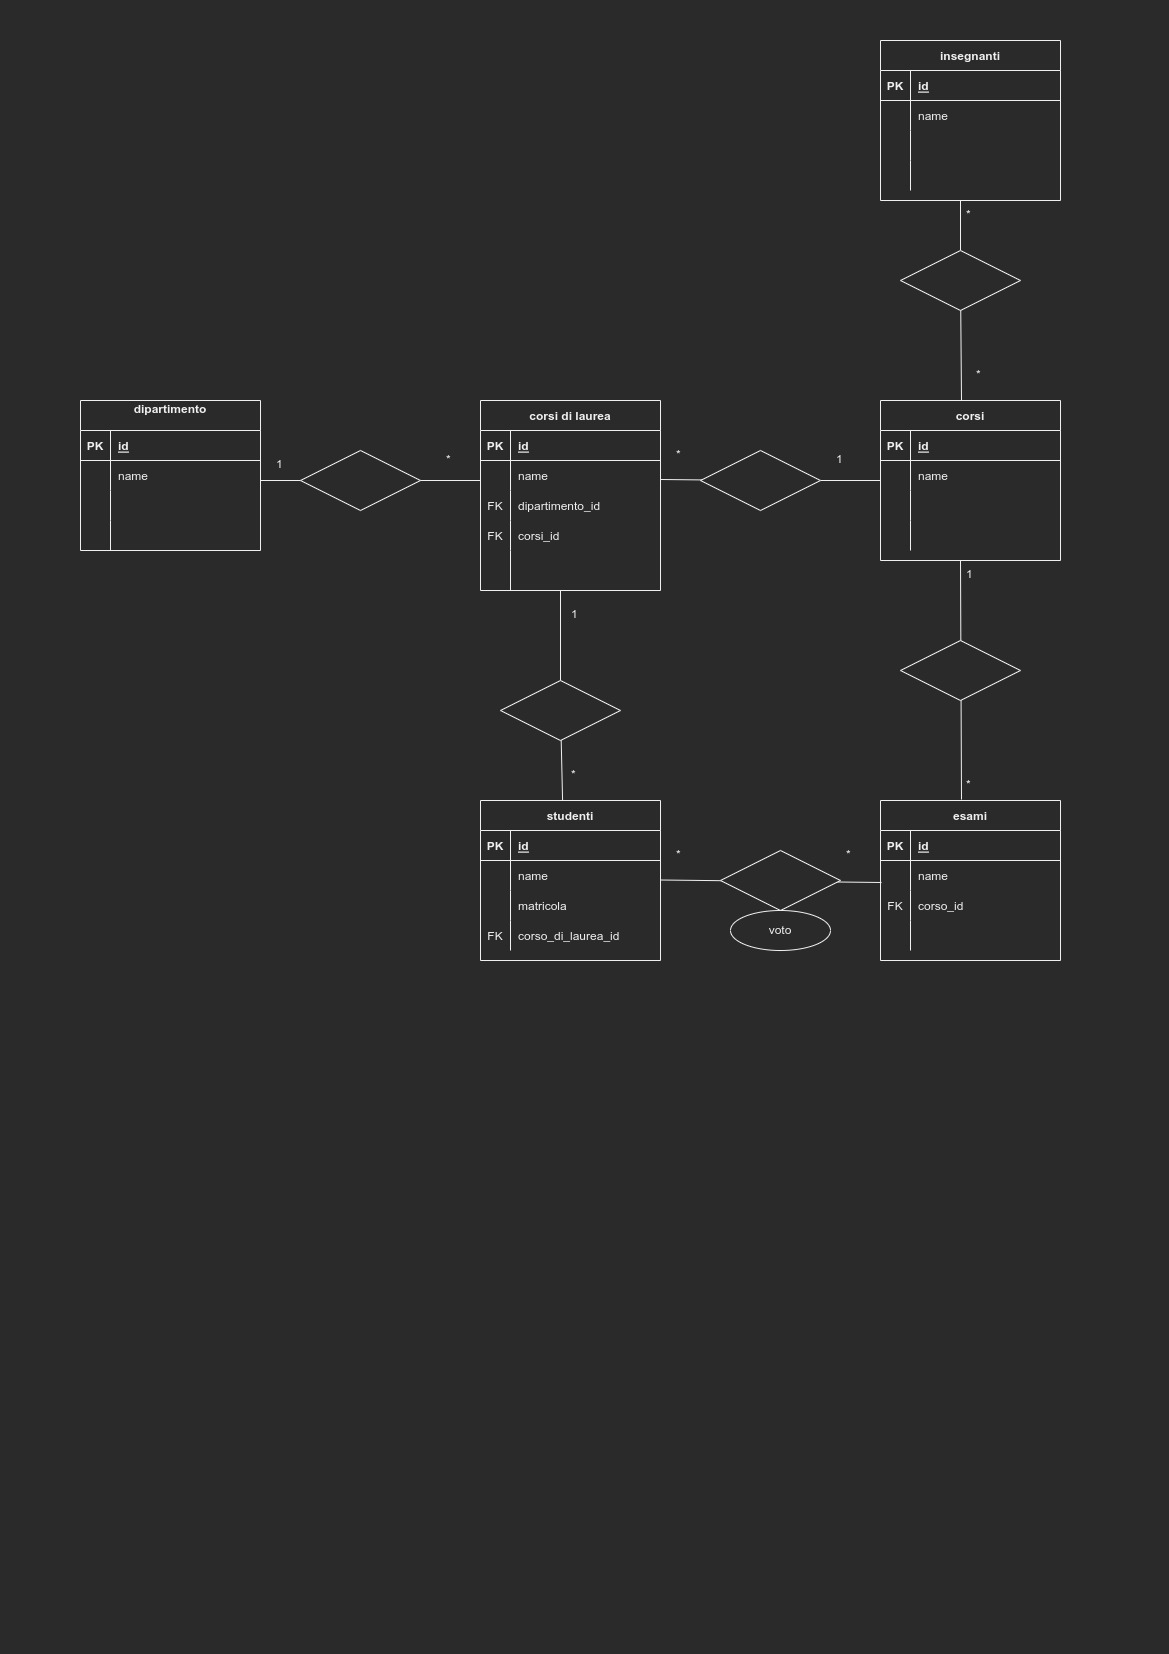 insegnanti
PK id
name
*
*
dipartimento
PK id
name
1
*
corsi di laurea
PK id
name
FK dipartimento_id
FK corsi_id
*
1
corsi
PK id
name
1
*
1
*
studenti
PK id
name
matricola
FK corso_di_laurea_id
*
*
voto
esami
PK id
name
FK corso_id